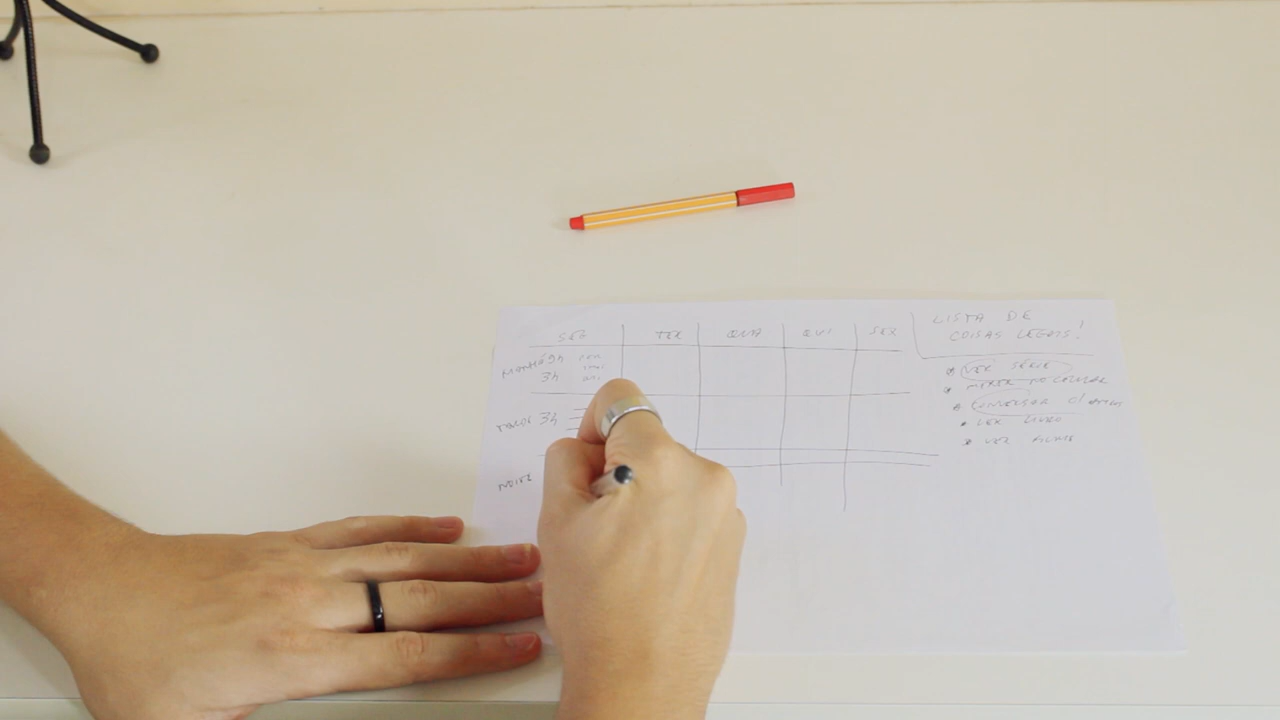 SEG TER QUA QUI SEX
MANHÃ 9h
3h
TARDE 3h
NOITE
LISTA DE
COISAS LEGAIS!
* VER SÉRIE
* MEXER NO CELULAR
* CONVERSAR C/ AMIGOS
* LER LIVRO
* VER FILME